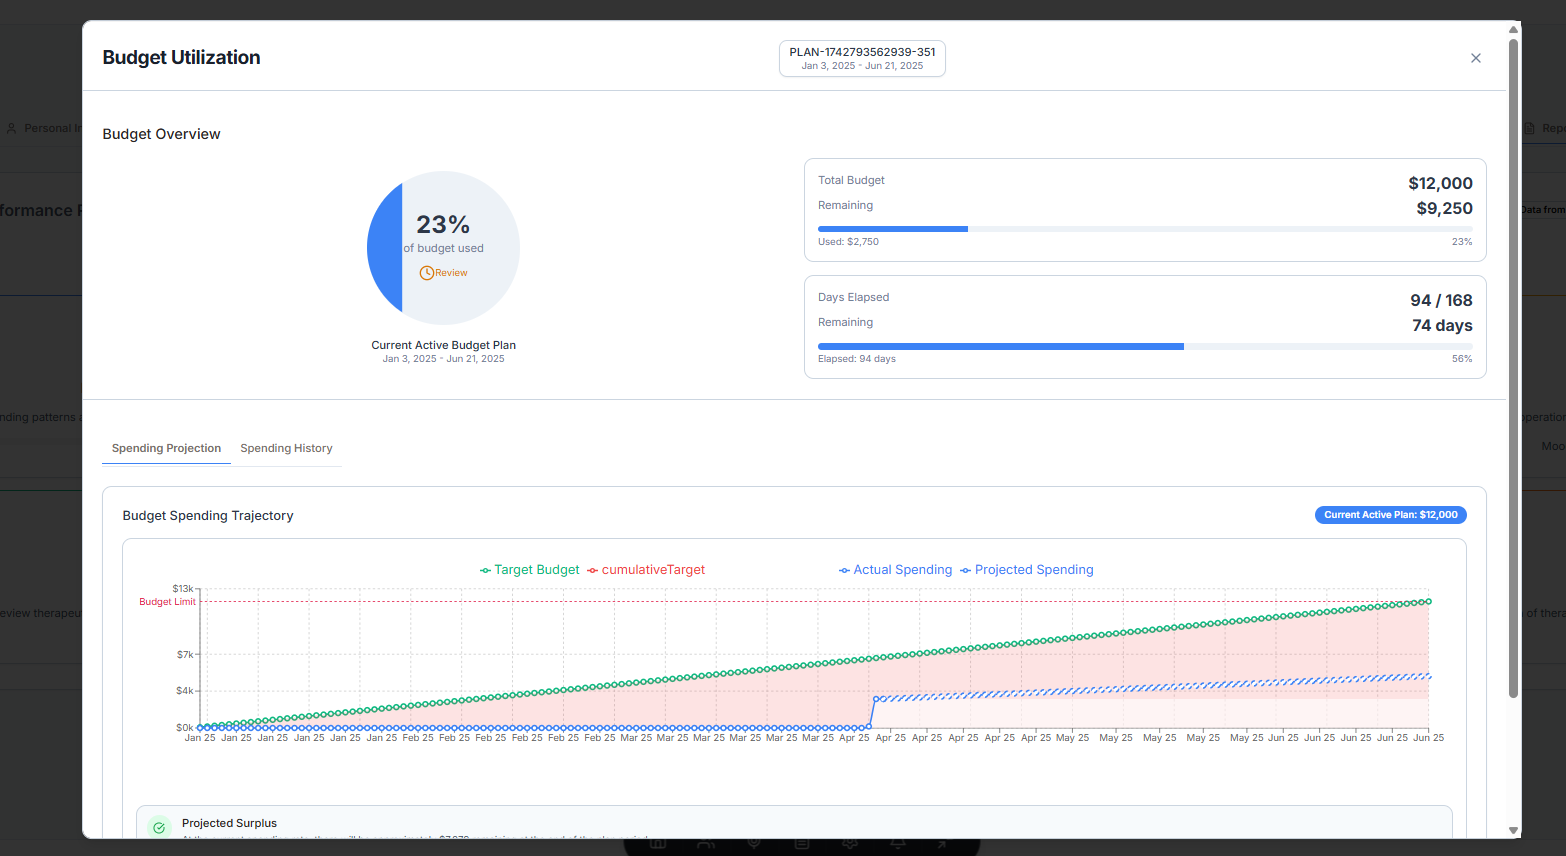 Budget Utilization
PLAN-1742793562939-351
Jan 3, 2025 - Jun 21, 2025
Personal In
Repo
formance P
Data from
nding patterns a
operation
Moo
eview therapeu
of thera
Budget Overview
23%
of budget used
Review
Current Active Budget Plan
Jan 3, 2025 - Jun 21, 2025
Total Budget $12,000
Remaining $9,250
Used: $2,750 23%
Days Elapsed 94 / 168
Remaining 74 days
Elapsed: 94 days 56%
Spending Projection Spending History
Budget Spending Trajectory Current Active Plan: $12,000
Target Budget cumulativeTarget Actual Spending Projected Spending
$13k
Budget Limit
$7k
$4k
$0k
Jan 25 Jan 25 Jan 25 Jan 25 Jan 25 Jan 25 Feb 25 Feb 25 Feb 25 Feb 25 Feb 25 Feb 25 Mar 25 Mar 25 Mar 25 Mar 25 Mar 25 Mar 25 Apr 25 Apr 25 Apr 25 Apr 25 Apr 25 Apr 25 May 25 May 25 May 25 May 25 May 25 Jun 25 Jun 25 Jun 25 Jun 25 Jun 25
Projected Surplus